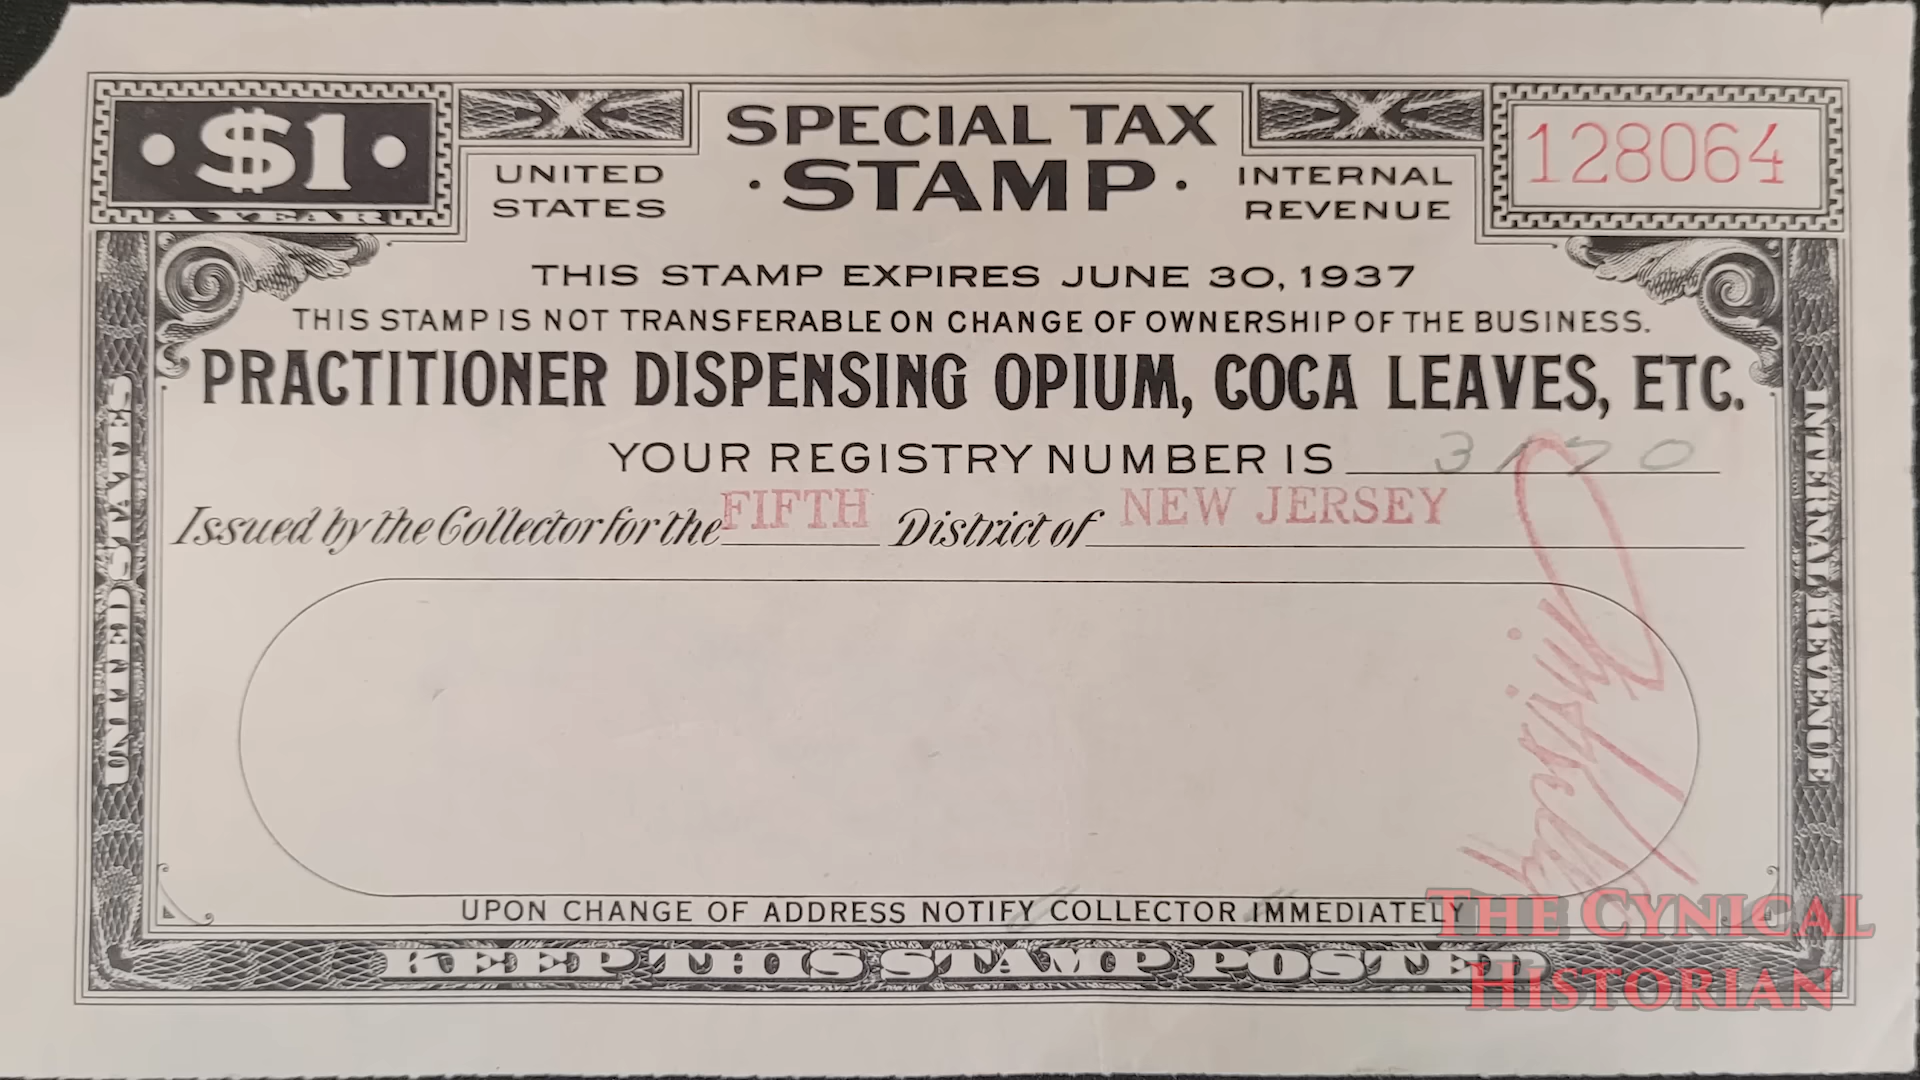 $1
A YEAR
UNITED STATES
SPECIAL TAX
STAMP
INTERNAL REVENUE
128064
THIS STAMP EXPIRES JUNE 30, 1937
THIS STAMP IS NOT TRANSFERABLE ON CHANGE OF OWNERSHIP OF THE BUSINESS.
PRACTITIONER DISPENSING OPIUM, COCA LEAVES, ETC.
YOUR REGISTRY NUMBER IS
Issued by the Collector for the FIFTH District of NEW JERSEY
UNITED STATES
INTERNAL REVENUE
UPON CHANGE OF ADDRESS NOTIFY COLLECTOR IMMEDIATELY
KEEP THIS STAMP POSTED
THE CYNICAL
HISTORIAN